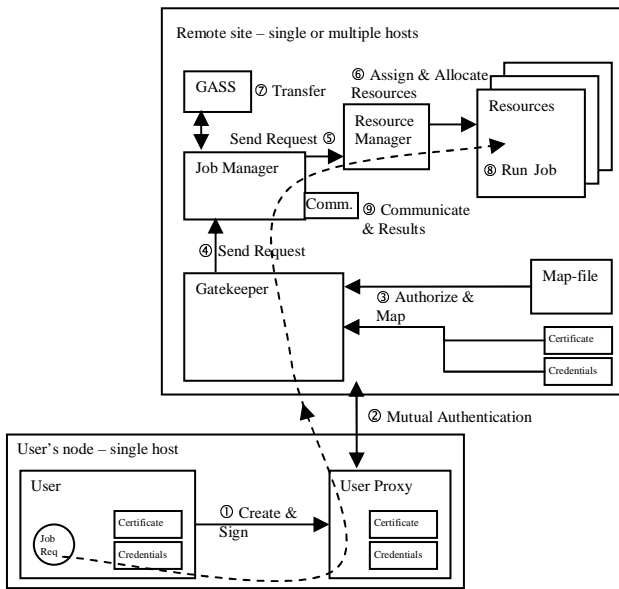 Remote site – single or multiple hosts
GASS
⑦ Transfer
⑥ Assign & Allocate
Resources
Resources
Send Request ⑤
Resource
Manager
Job Manager
⑧ Run Job
Comm.
⑨ Communicate
& Results
④ Send Request
Gatekeeper
Map-file
③ Authorize &
Map
Certificate
Credentials
② Mutual Authentication
User’s node – single host
User
User Proxy
① Create &
Sign
Certificate
Credentials
Job
Req
Certificate
Credentials